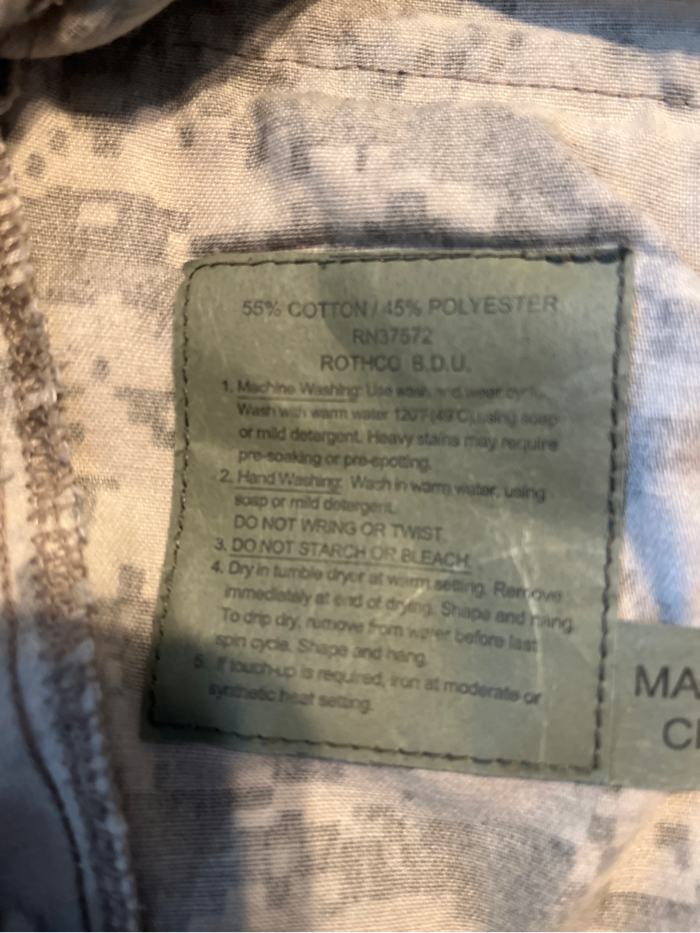 55% COTTON / 45% POLYESTER
RN37572
ROTHCO B.D.U.
1. Machine Washing: Use wash and wear cycle.
Wash with warm water 120°F(49°C) using soap
or mild detergent. Heavy stains may require
pre-soaking or pre-spotting.
2. Hand Washing: Wash in warm water, using
soap or mild detergent.
DO NOT WRING OR TWIST.
3. DO NOT STARCH OR BLEACH.
4. Dry in tumble dryer at warm setting. Remove
immediately at end of drying. Shape and hang.
To drip dry, remove from water before last
spin cycle. Shape and hang.
5. If touch-up is required, iron at moderate or
synthetic heat setting.
MA